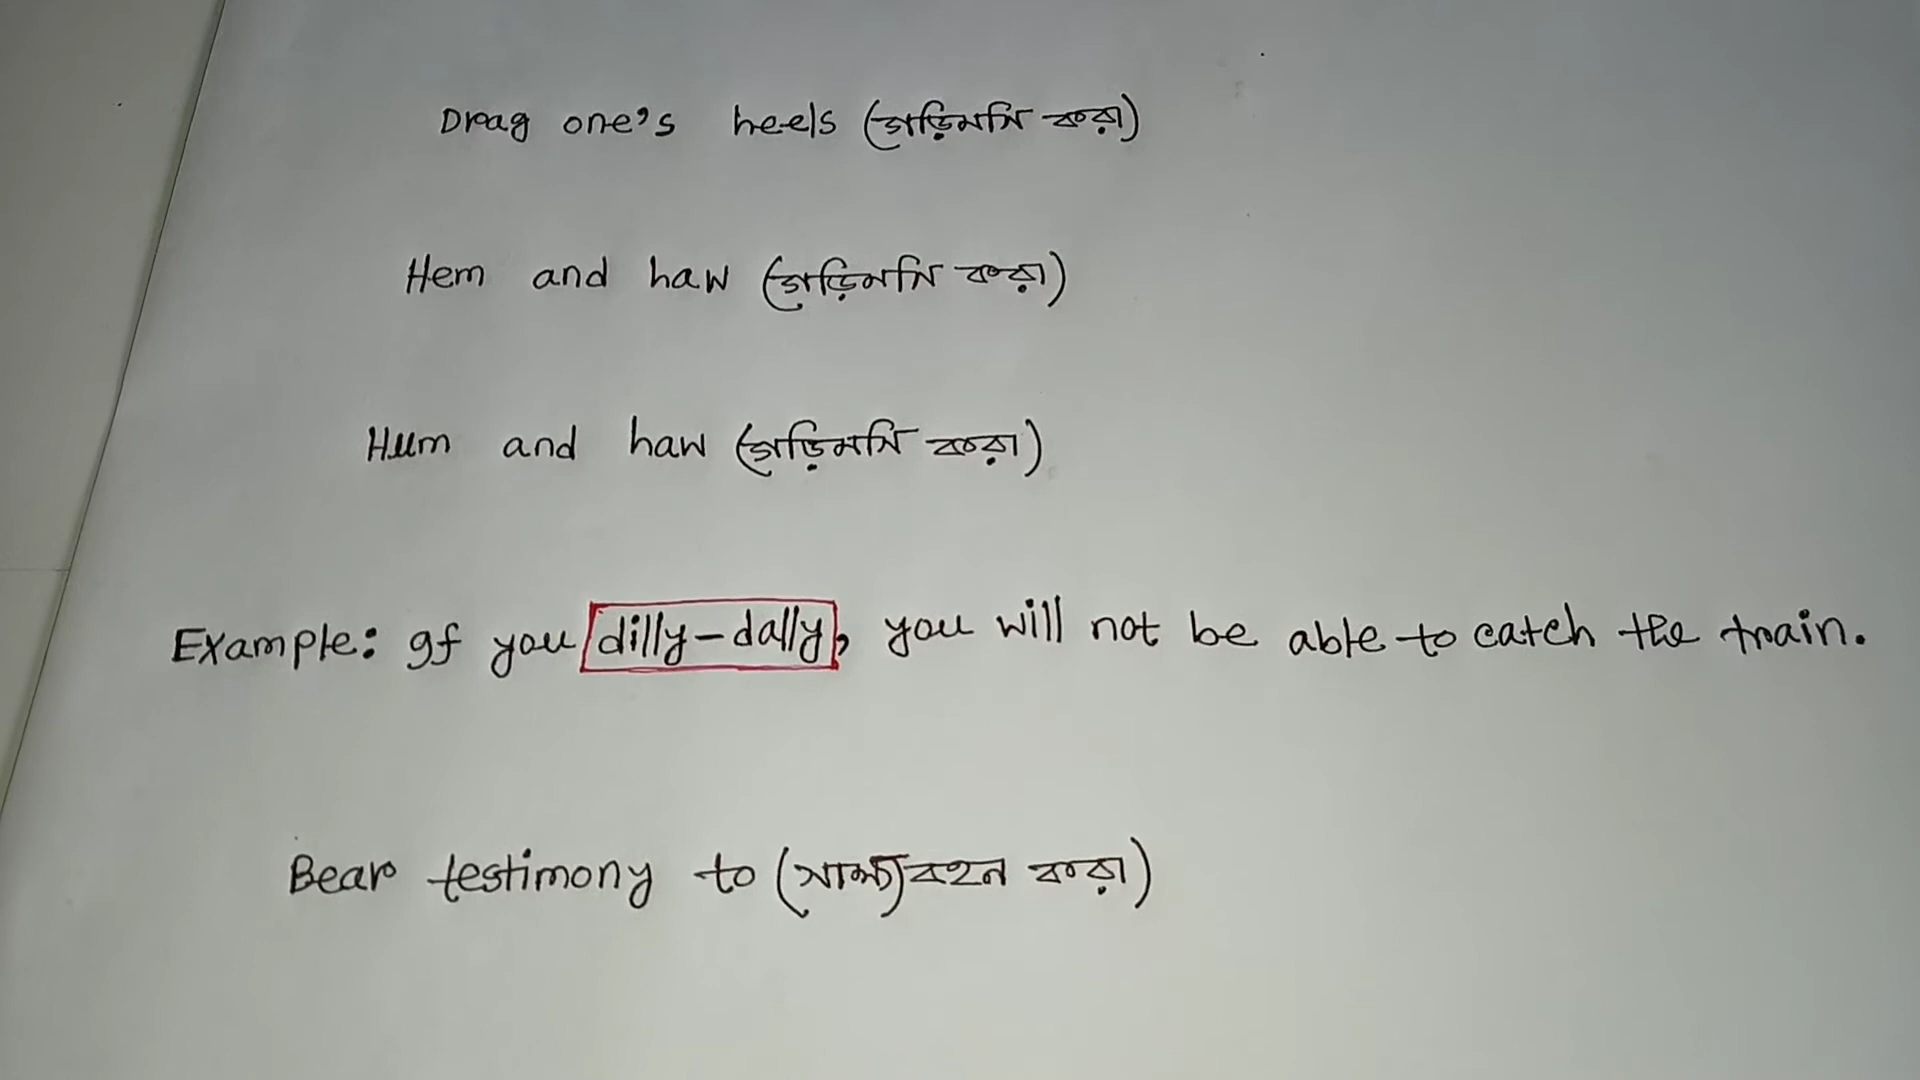 Drag one's heels (গড়িমসি করা)
Hem and haw (গড়িমসি করা)
Hum and haw (গড়িমসি করা)
Example: If you dilly-dally, you will not be able to catch the train.
Bear testimony to (সাক্ষ্য বহন করা)